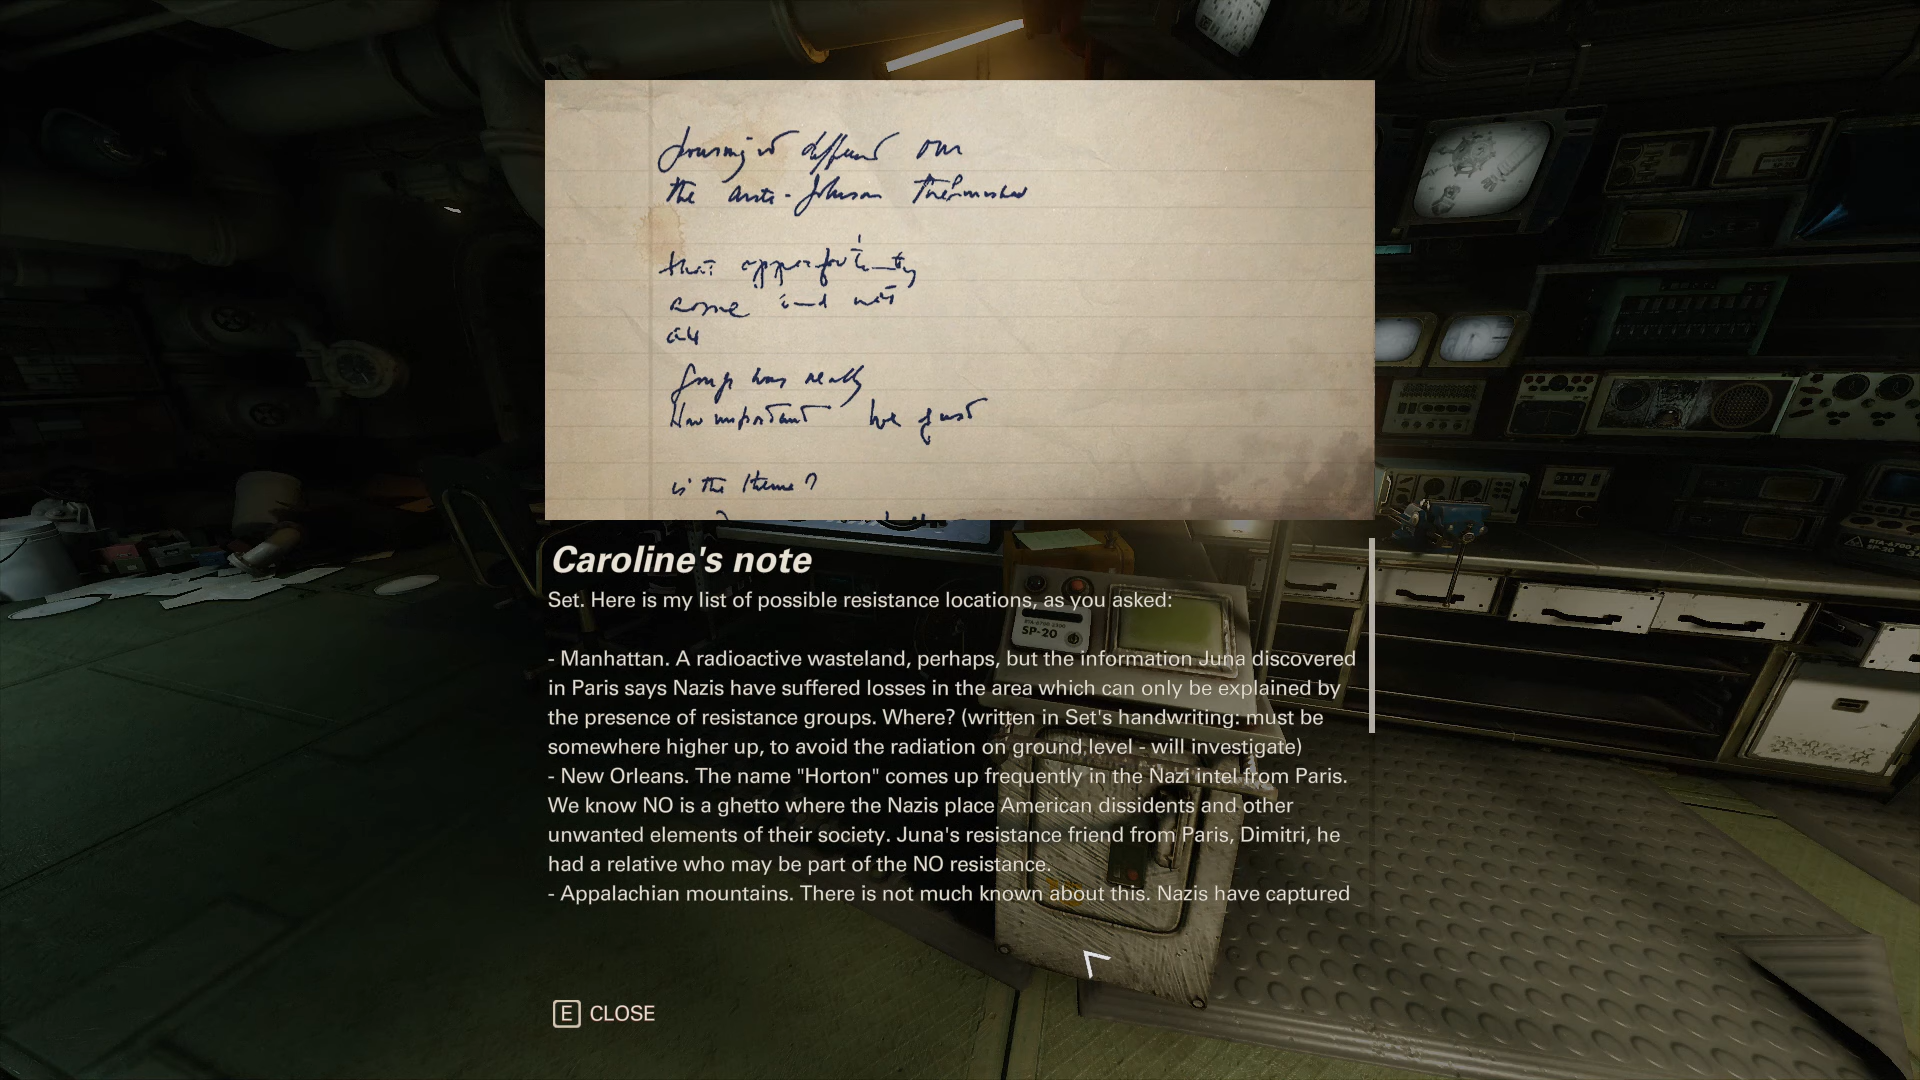 the
that
is the theme?
Caroline's note
Set. Here is my list of possible resistance locations, as you asked:
- Manhattan. A radioactive wasteland, perhaps, but the information Juna discovered
in Paris says Nazis have suffered losses in the area which can only be explained by
the presence of resistance groups. Where? (written in Set's handwriting: must be
somewhere higher up, to avoid the radiation on ground level - will investigate)
- New Orleans. The name "Horton" comes up frequently in the Nazi intel from Paris.
We know NO is a ghetto where the Nazis place American dissidents and other
unwanted elements of their society. Juna's resistance friend from Paris, Dimitri, he
had a relative who may be part of the NO resistance.
- Appalachian mountains. There is not much known about this. Nazis have captured
SP-20
E CLOSE